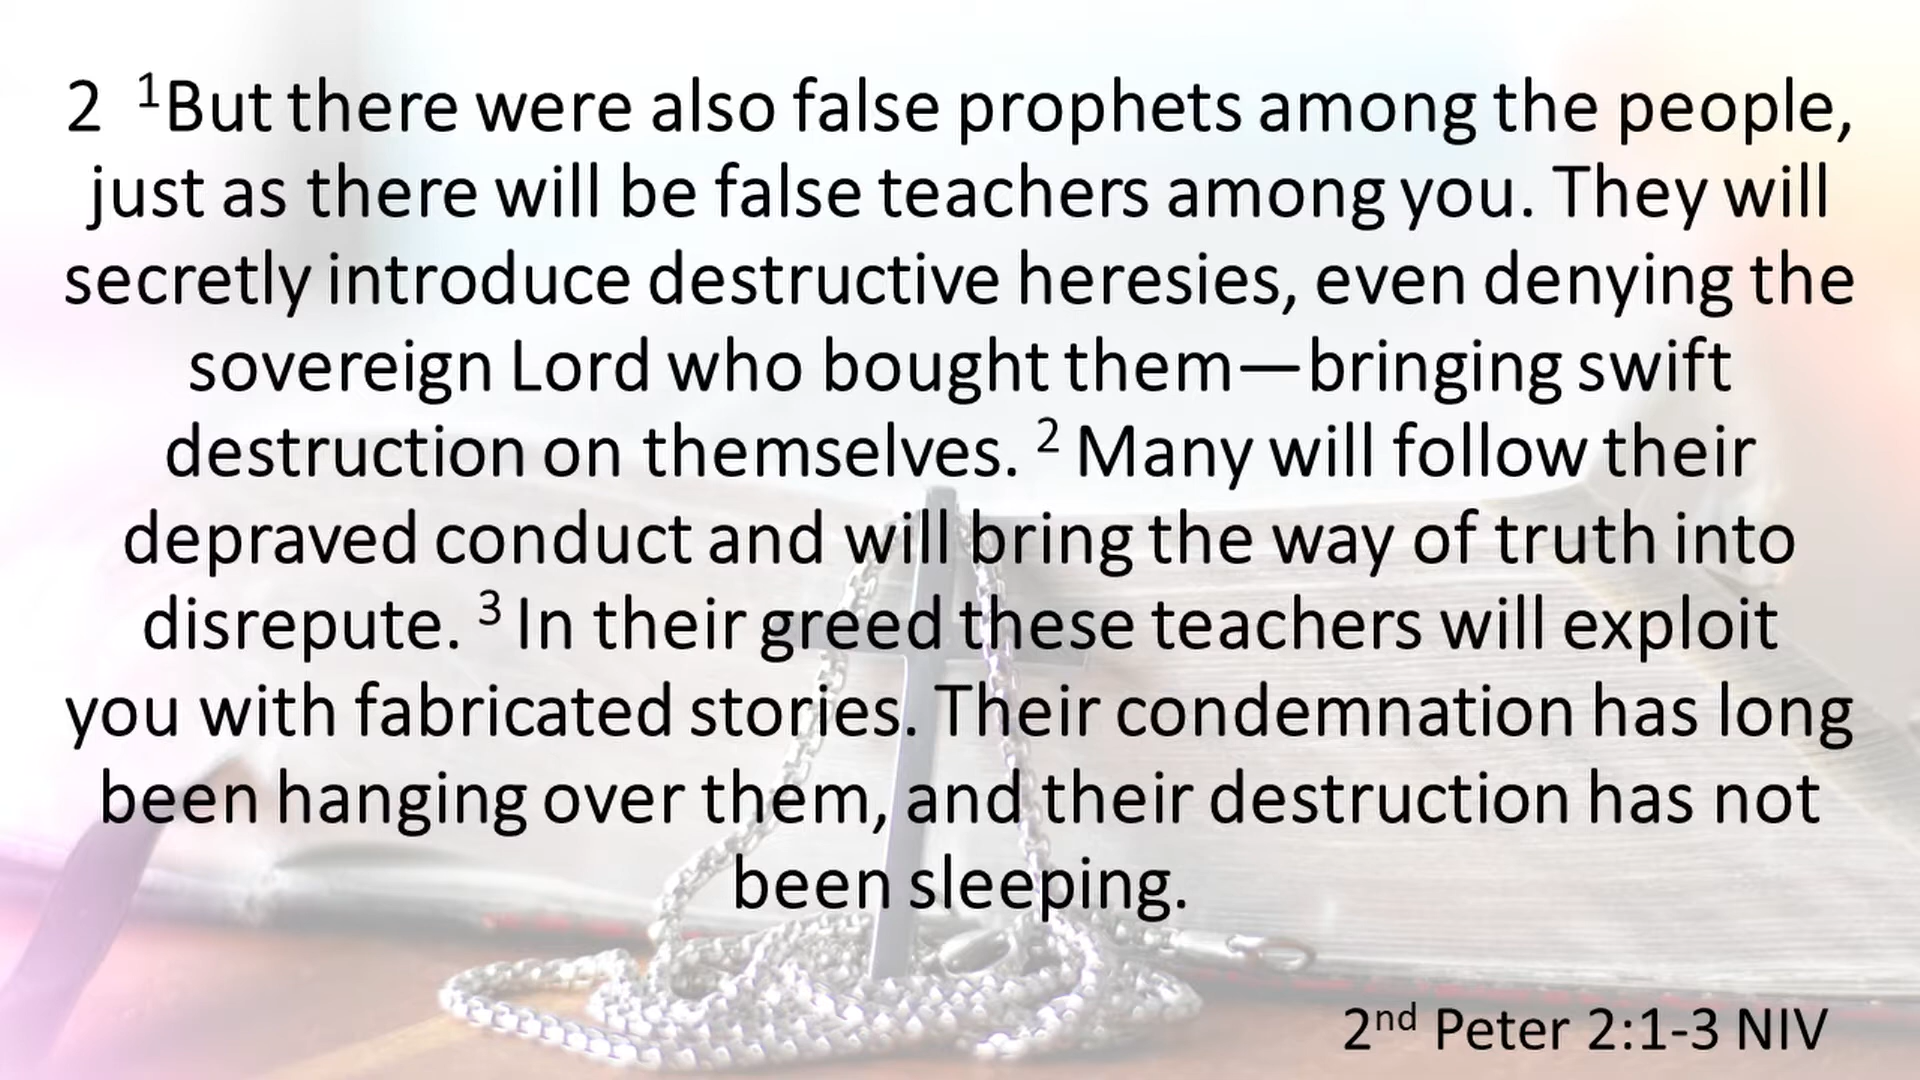 2 ¹But there were also false prophets among the people,
just as there will be false teachers among you. They will
secretly introduce destructive heresies, even denying the
sovereign Lord who bought them—bringing swift
destruction on themselves. ² Many will follow their
depraved conduct and will bring the way of truth into
disrepute. ³ In their greed these teachers will exploit
you with fabricated stories. Their condemnation has long
been hanging over them, and their destruction has not
been sleeping.
2nd Peter 2:1-3 NIV